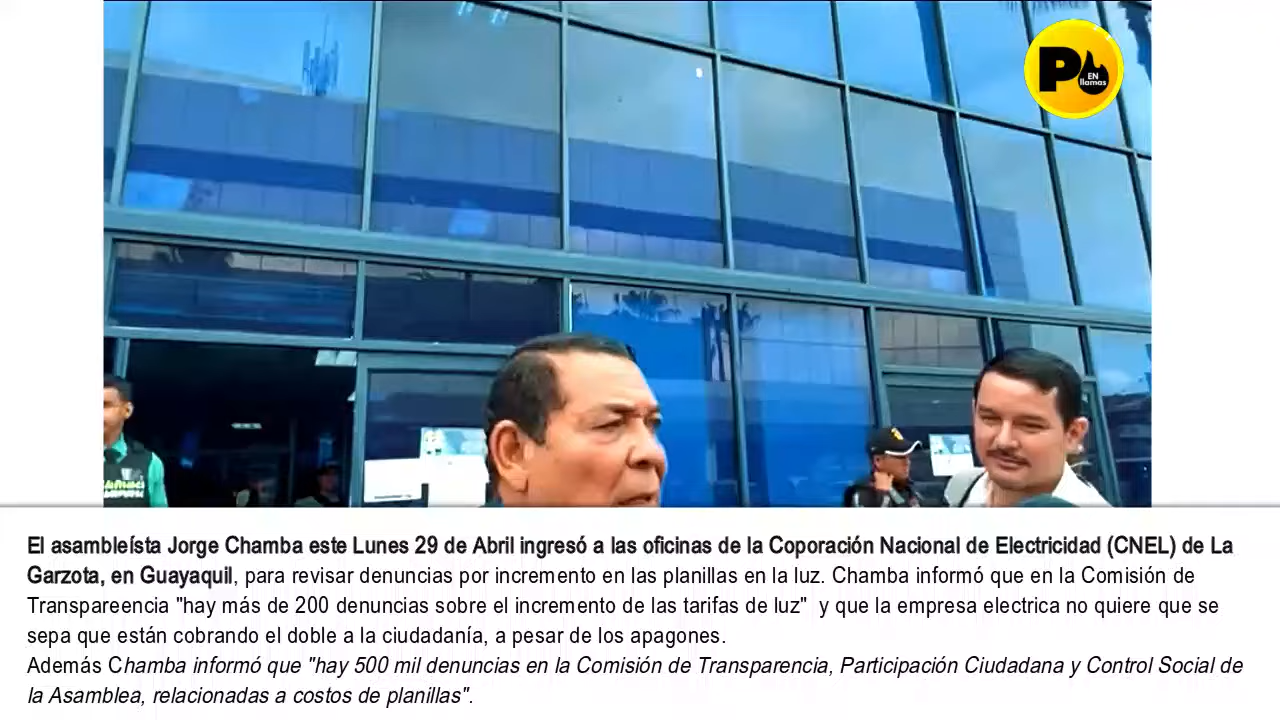 P
EN
llamas
El asambleísta Jorge Chamba este Lunes 29 de Abril ingresó a las oficinas de la Coporación Nacional de Electricidad (CNEL) de La
Garzota, en Guayaquil, para revisar denuncias por incremento en las planillas en la luz. Chamba informó que en la Comisión de
Transpareencia "hay más de 200 denuncias sobre el incremento de las tarifas de luz"  y que la empresa electrica no quiere que se
sepa que están cobrando el doble a la ciudadanía, a pesar de los apagones.
Además Chamba informó que "hay 500 mil denuncias en la Comisión de Transparencia, Participación Ciudadana y Control Social de
la Asamblea, relacionadas a costos de planillas".